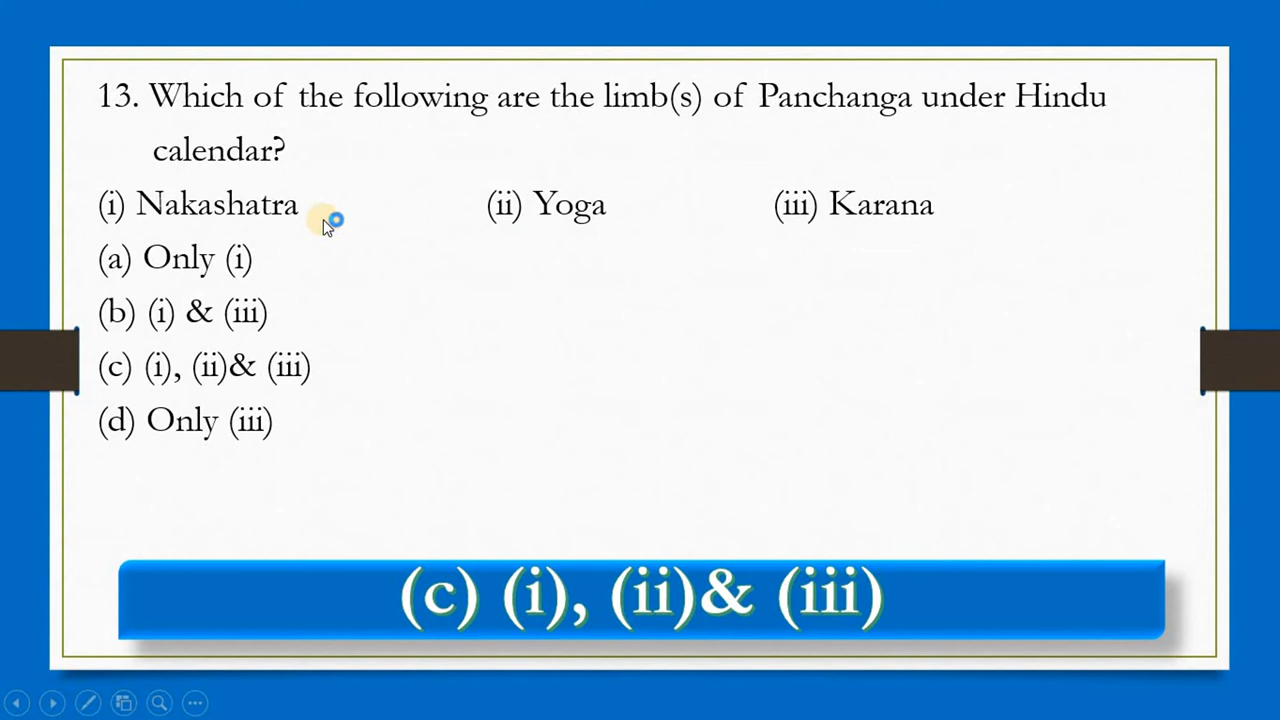 13. Which of the following are the limb(s) of Panchanga under Hindu
calendar?
(i) Nakashatra (ii) Yoga (iii) Karana
(a) Only (i)
(b) (i) & (iii)
(c) (i), (ii)& (iii)
(d) Only (iii)
(c) (i), (ii)& (iii)